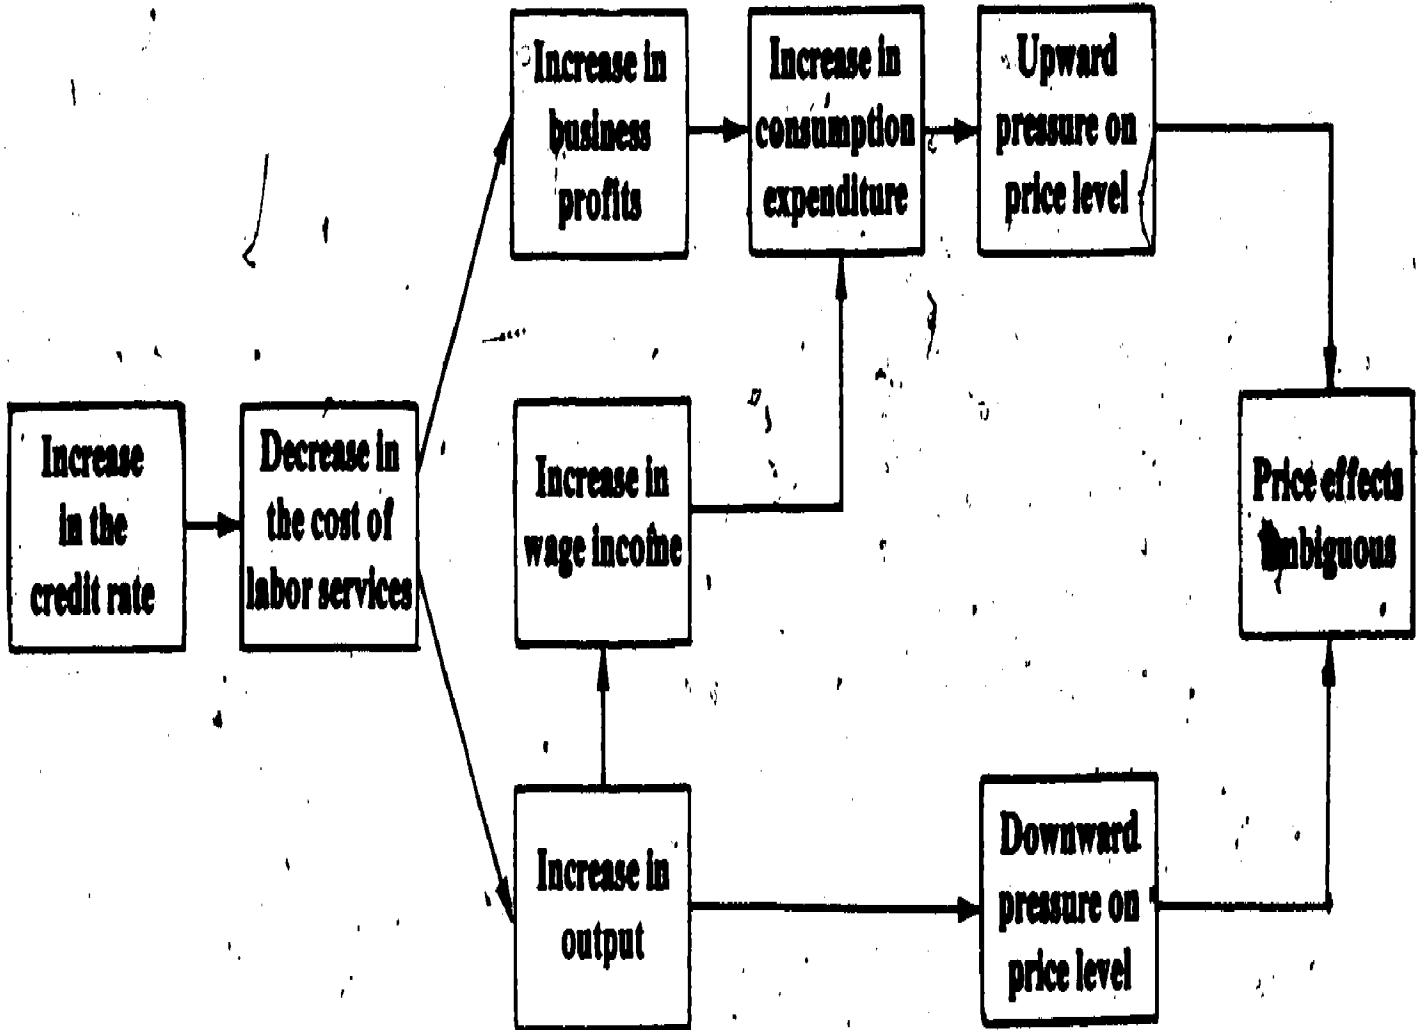 Increase in
business
profits
Increase in
consumption
expenditure
Upward
pressure on
price level
Increase
in the
credit rate
Decrease in
the cost of
labor services
Increase in
wage income
Price effects
ambiguous
Increase in
output
Downward
pressure on
price level